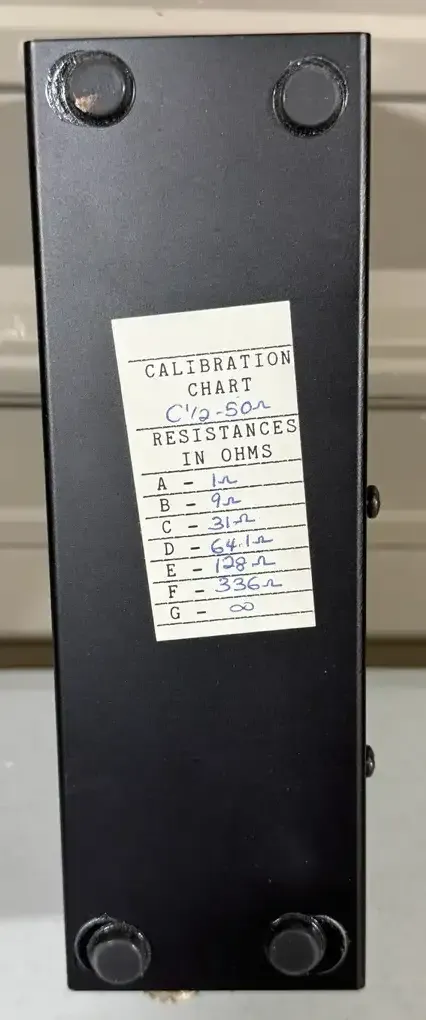 CALIBRATION
CHART
C 1/2 - 50Ω
RESISTANCES
IN OHMS
A - 1Ω
B - 9Ω
C - 31Ω
D - 64.1Ω
E - 128Ω
F - 336Ω
G - ∞